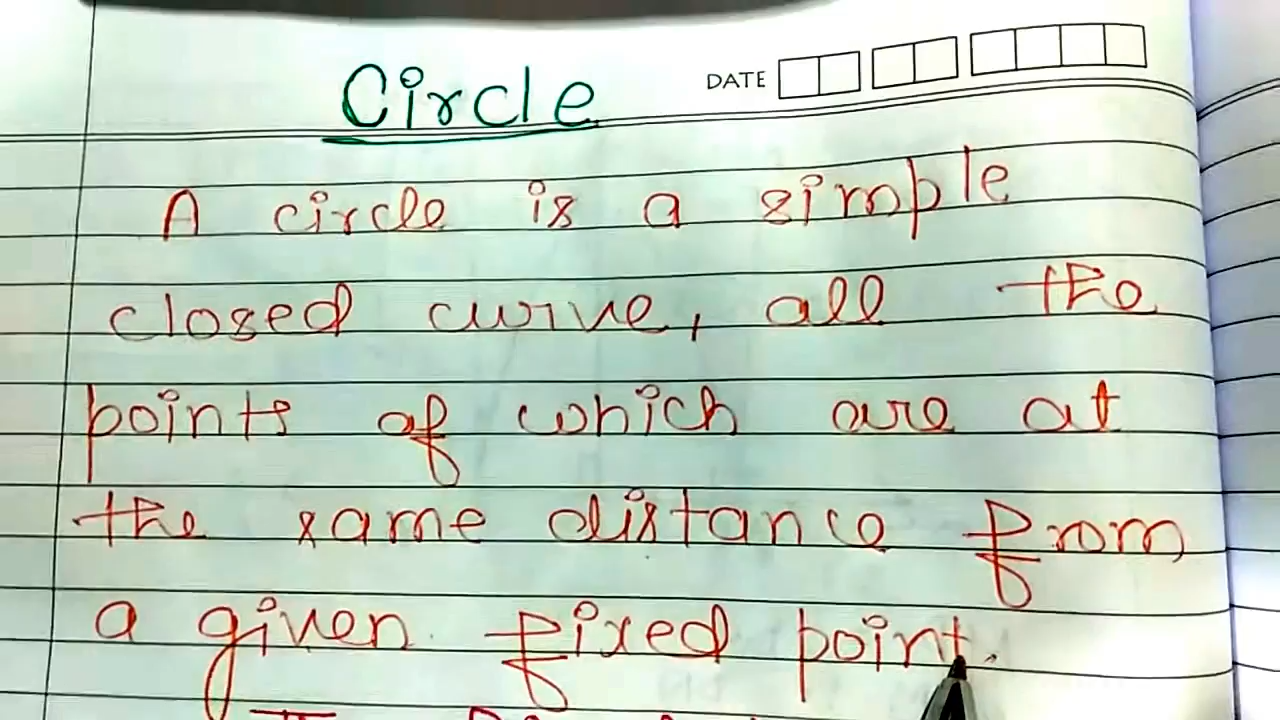 Circle
DATE
A circle is a simple
closed curve, all the
points of which are at
the same distance from
a given fixed point.